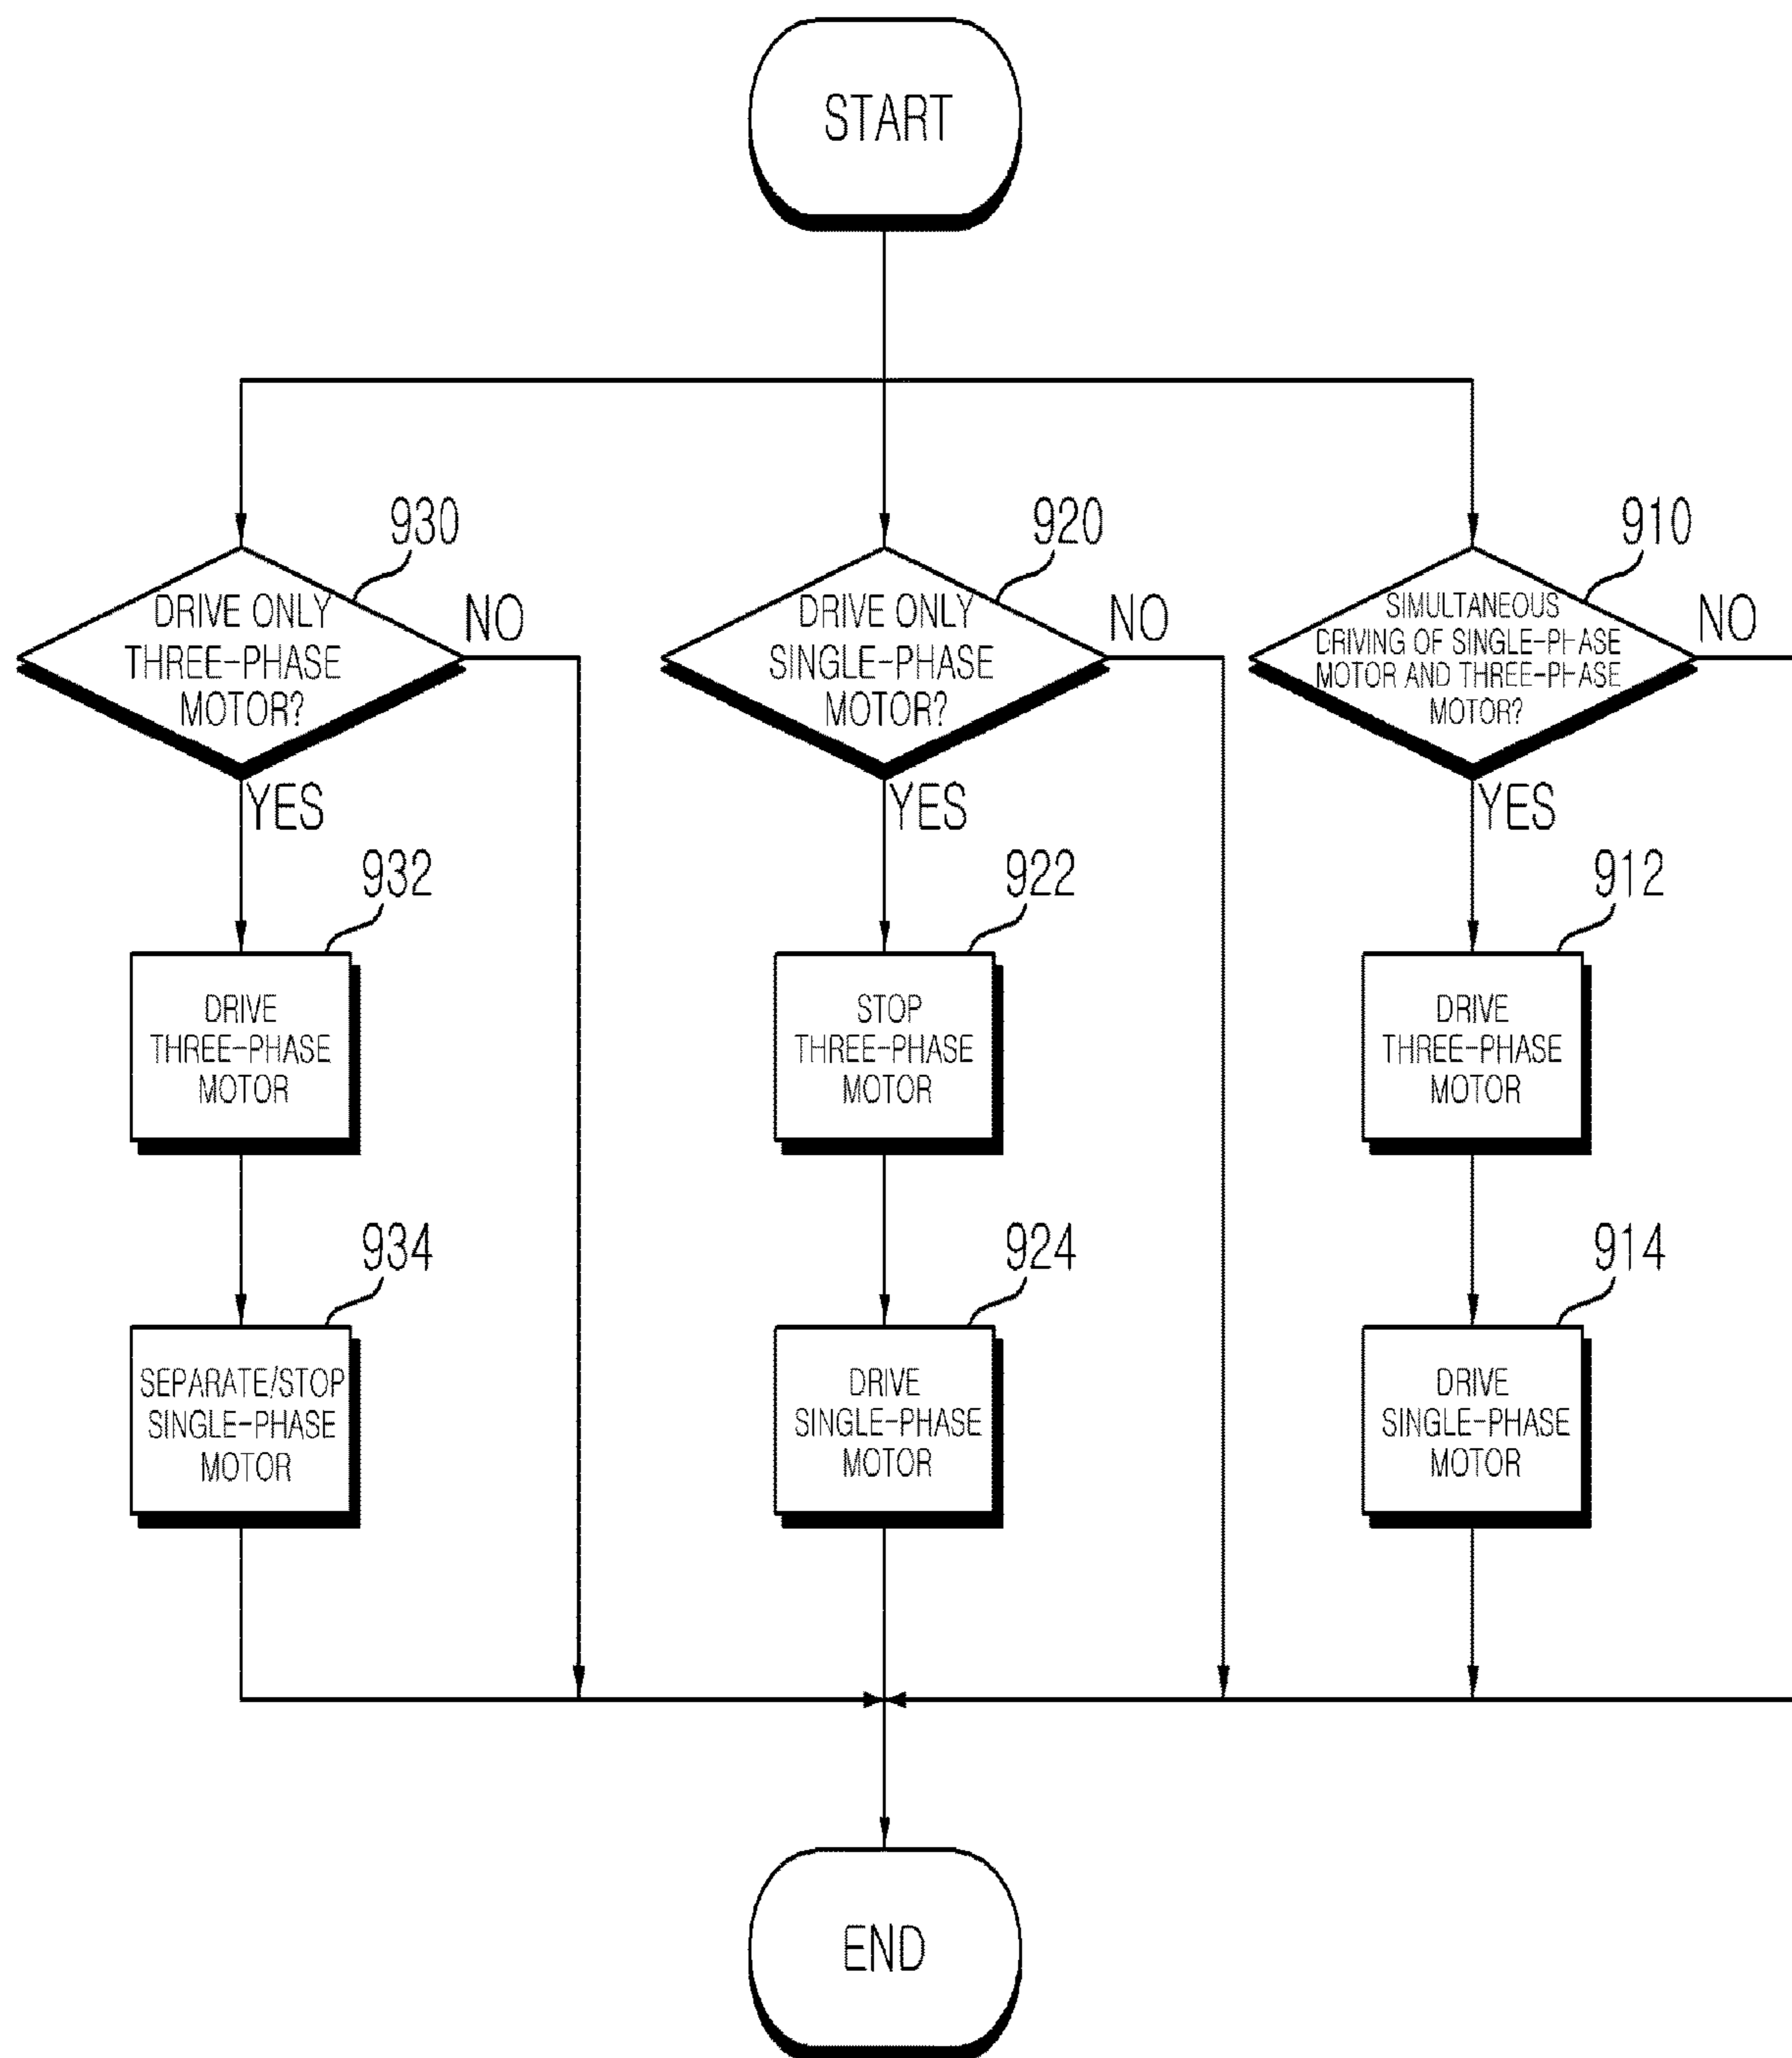 START
930
DRIVE ONLY
THREE-PHASE
MOTOR?
NO
YES
932
DRIVE
THREE-PHASE
MOTOR
934
SEPARATE/STOP
SINGLE-PHASE
MOTOR
920
DRIVE ONLY
SINGLE-PHASE
MOTOR?
NO
YES
922
STOP
THREE-PHASE
MOTOR
924
DRIVE
SINGLE-PHASE
MOTOR
910
SIMULTANEOUS
DRIVING OF SINGLE-PHASE
MOTOR AND THREE-PHASE
MOTOR?
NO
YES
912
DRIVE
THREE-PHASE
MOTOR
914
DRIVE
SINGLE-PHASE
MOTOR
END